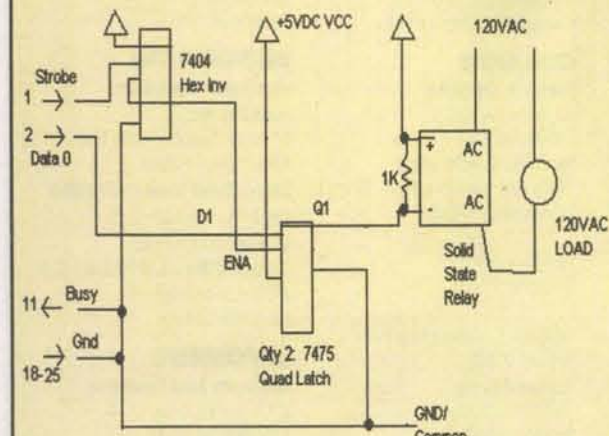 +5VDC VCC
120VAC
7404
Hex Inv
Strobe
1
2
Data 0
+
AC
1K
AC
-
D1
Q1
ENA
120VAC
LOAD
Solid
State
Relay
11
Busy
Gnd
18-25
Qty 2: 7475
Quad Latch
GND/
Common